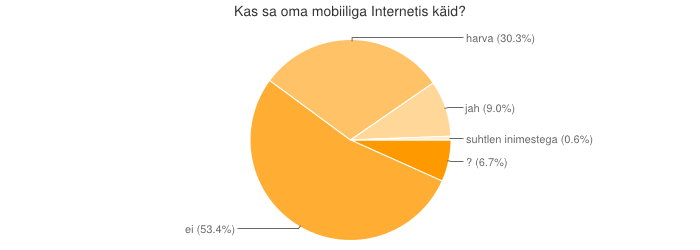 Kas sa oma mobiiliga Internetis käid?
harva (30.3%)
jah (9.0%)
suhtlen inimestega (0.6%)
? (6.7%)
ei (53.4%)